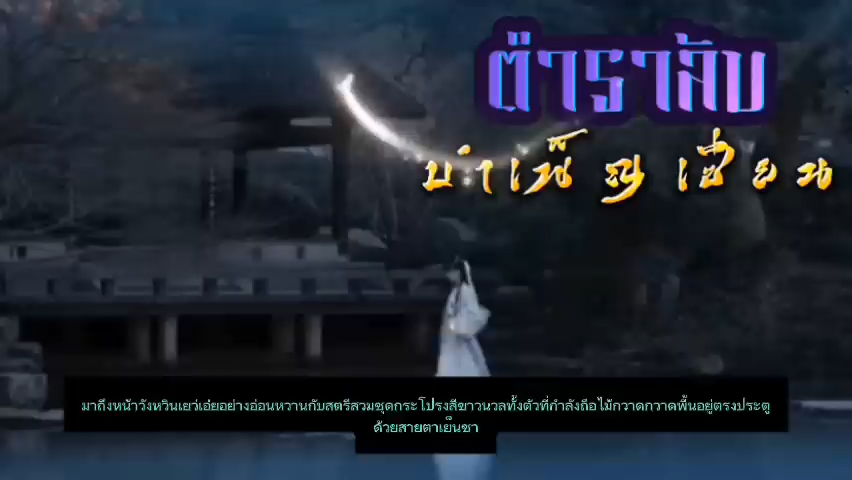 ตำราลับ
บำเพ็ญเซียน
มาถึงหน้าวังหวินเยว่เอ่ยอย่างอ่อนหวานกับสตรีสวมชุดกระโปรงสีขาวนวลทั้งตัวที่กำลังถือไม้กวาดกวาดพื้นอยู่ตรงประตู
ด้วยสายตาเย็นชา